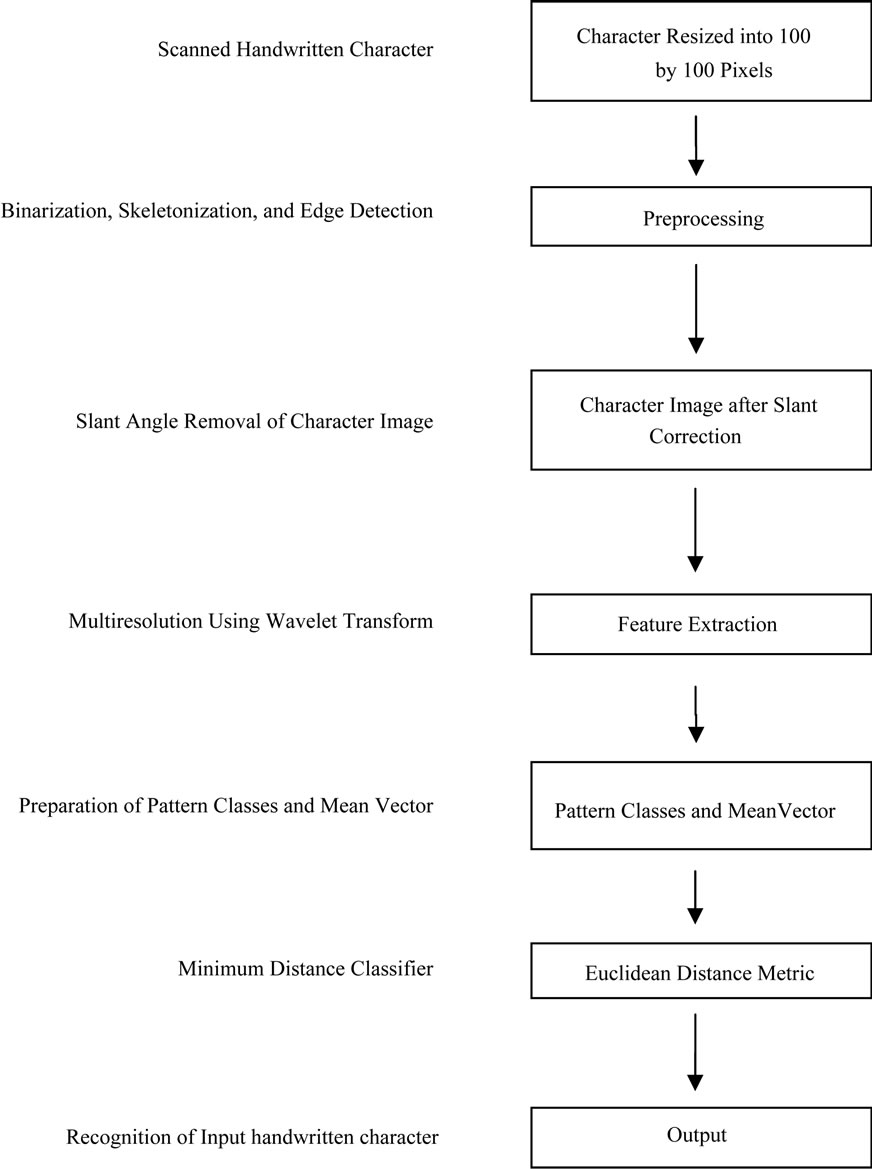 Scanned Handwritten Character
Character Resized into 100
by 100 Pixels
Binarization, Skeletonization, and Edge Detection
Preprocessing
Slant Angle Removal of Character Image
Character Image after Slant
Correction
Multiresolution Using Wavelet Transform
Feature Extraction
Preparation of Pattern Classes and Mean Vector
Pattern Classes and MeanVector
Minimum Distance Classifier
Euclidean Distance Metric
Recognition of Input handwritten character
Output